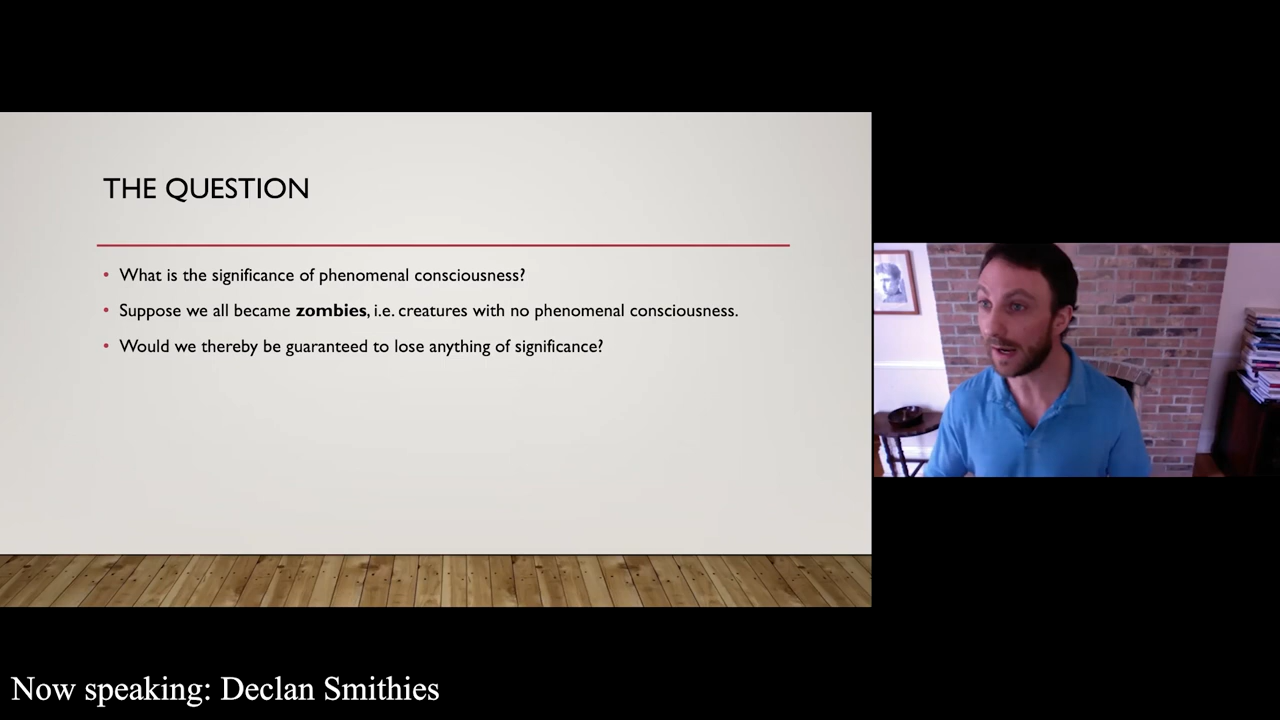 THE QUESTION
• What is the significance of phenomenal consciousness?
• Suppose we all became zombies, i.e. creatures with no phenomenal consciousness.
• Would we thereby be guaranteed to lose anything of significance?
Now speaking: Declan Smithies